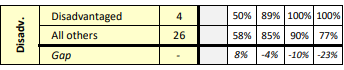 Disadv.
Disadvantaged 4 50% 89% 100% 100%
All others 26 58% 85% 90% 77%
Gap - 8% -4% -10% -23%